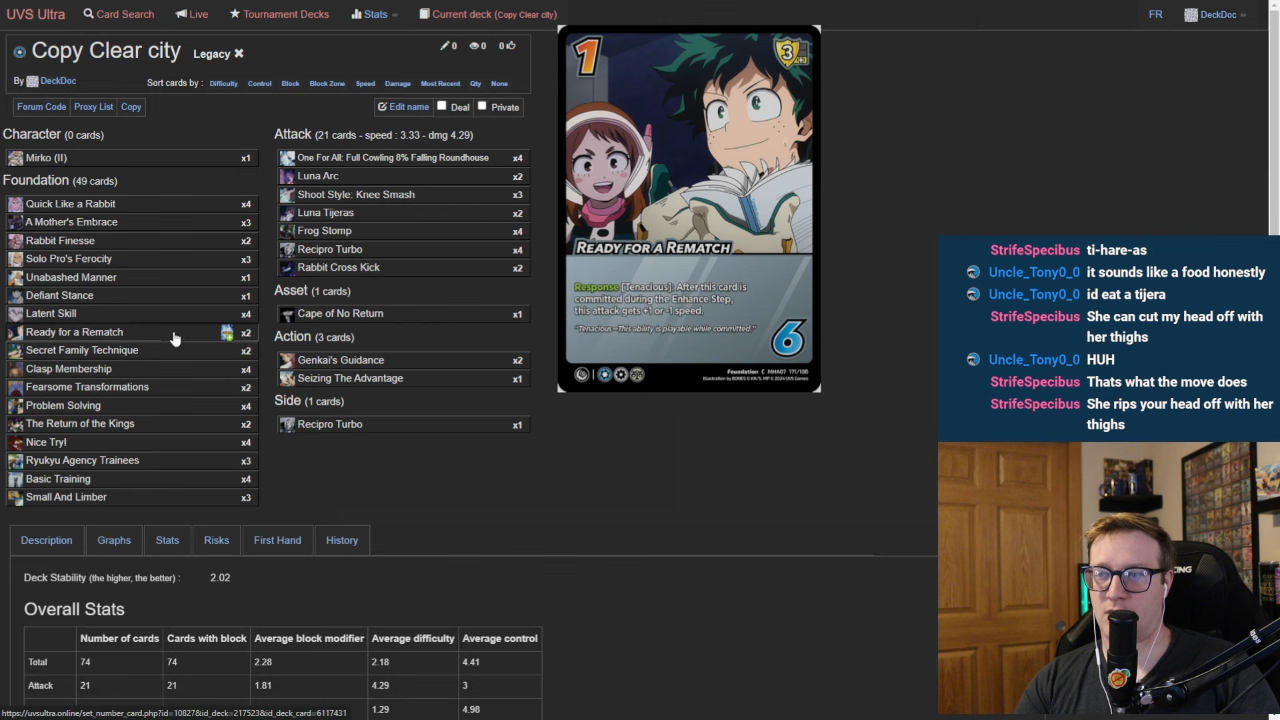 UVS Ultra
Card Search
Live
Tournament Decks
Stats
Current deck (Copy Clear city)
FR
DeckDoc
Copy Clear city
Legacy
0
0
0
By DeckDoc
Sort cards by : Difficulty Control Block Block Zone Speed Damage Most Recent Qty None
Forum Code
Proxy List
Copy
Edit name
Deal
Private
Character (0 cards)
Mirko (II) x1
Foundation (49 cards)
Quick Like a Rabbit x4
A Mother's Embrace x3
Rabbit Finesse x2
Solo Pro's Ferocity x3
Unabashed Manner x1
Defiant Stance x1
Latent Skill x4
Ready for a Rematch x2
Secret Family Technique x2
Clasp Membership x4
Fearsome Transformations x2
Problem Solving x4
The Return of the Kings x2
Nice Try! x4
Ryukyu Agency Trainees x3
Basic Training x4
Small And Limber x3
Attack (21 cards - speed : 3.33 - dmg 4.29)
One For All: Full Cowling 8% Falling Roundhouse x4
Luna Arc x2
Shoot Style: Knee Smash x3
Luna Tijeras x2
Frog Stomp x4
Recipro Turbo x4
Rabbit Cross Kick x2
Asset (1 cards)
Cape of No Return x1
Action (3 cards)
Genkai's Guidance x2
Seizing The Advantage x1
Side (1 cards)
Recipro Turbo x1
1
3
READY FOR A REMATCH
Response [Tenacious]: After this card is
committed during the Enhance Step,
this attack gets +1 or -1 speed.
"Tenacious—This ability is playable while committed."
6
Foundation C MHA07 171/100
StrifeSpecibus ti-hare-as
Uncle_Tony0_0 it sounds like a food honestly
Uncle_Tony0_0 id eat a tijera
StrifeSpecibus She can cut my head off with
her thighs
Uncle_Tony0_0 HUH
StrifeSpecibus Thats what the move does
StrifeSpecibus She rips your head off with her
thighs
Description
Graphs
Stats
Risks
First Hand
History
Deck Stability (the higher, the better) : 2.02
Overall Stats
Number of cards Cards with block Average block modifier Average difficulty Average control
Total 74 74 2.28 2.18 4.41
Attack 21 21 1.81 4.29 3
1.29 4.98
https://uvsultra.online/set_number_card.php?id=10827&id_deck=217523&id_deck_card=6117431